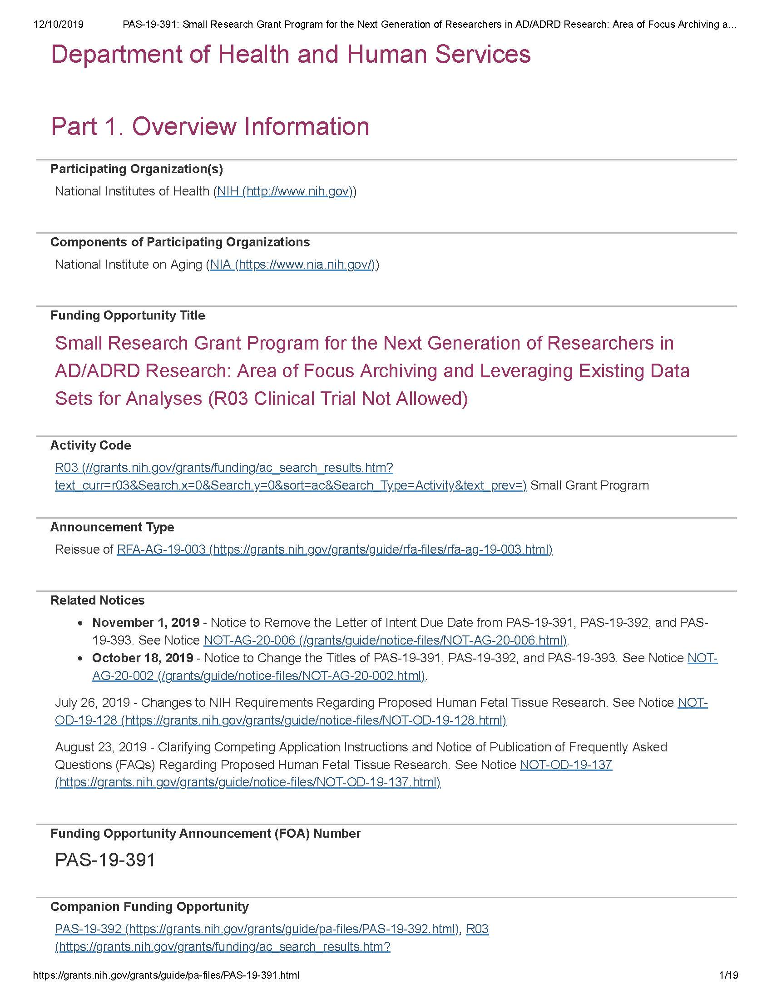 12/10/2019 PAS-19-391: Small Research Grant Program for the Next Generation of Researchers in AD/ADRD Research: Area of Focus Archiving a…
Department of Health and Human Services
Part 1. Overview Information
Participating Organization(s)
National Institutes of Health (NIH (http://www.nih.gov))
Components of Participating Organizations
National Institute on Aging (NIA (https://www.nia.nih.gov/))
Funding Opportunity Title
Small Research Grant Program for the Next Generation of Researchers in
AD/ADRD Research: Area of Focus Archiving and Leveraging Existing Data
Sets for Analyses (R03 Clinical Trial Not Allowed)
Activity Code
R03 (//grants.nih.gov/grants/funding/ac_search_results.htm?
text_curr=r03&Search.x=0&Search.y=0&sort=ac&Search_Type=Activity&text_prev=) Small Grant Program
Announcement Type
Reissue of RFA-AG-19-003 (https://grants.nih.gov/grants/guide/rfa-files/rfa-ag-19-003.html)
Related Notices
• November 1, 2019 - Notice to Remove the Letter of Intent Due Date from PAS-19-391, PAS-19-392, and PAS-
19-393. See Notice NOT-AG-20-006 (/grants/guide/notice-files/NOT-AG-20-006.html).
• October 18, 2019 - Notice to Change the Titles of PAS-19-391, PAS-19-392, and PAS-19-393. See Notice NOT-
AG-20-002 (/grants/guide/notice-files/NOT-AG-20-002.html).
July 26, 2019 - Changes to NIH Requirements Regarding Proposed Human Fetal Tissue Research. See Notice NOT-
OD-19-128 (https://grants.nih.gov/grants/guide/notice-files/NOT-OD-19-128.html)
August 23, 2019 - Clarifying Competing Application Instructions and Notice of Publication of Frequently Asked
Questions (FAQs) Regarding Proposed Human Fetal Tissue Research. See Notice NOT-OD-19-137
(https://grants.nih.gov/grants/guide/notice-files/NOT-OD-19-137.html)
Funding Opportunity Announcement (FOA) Number
PAS-19-391
Companion Funding Opportunity
PAS-19-392 (https://grants.nih.gov/grants/guide/pa-files/PAS-19-392.html), R03
(https://grants.nih.gov/grants/funding/ac_search_results.htm?
https://grants.nih.gov/grants/guide/pa-files/PAS-19-391.html 1/19